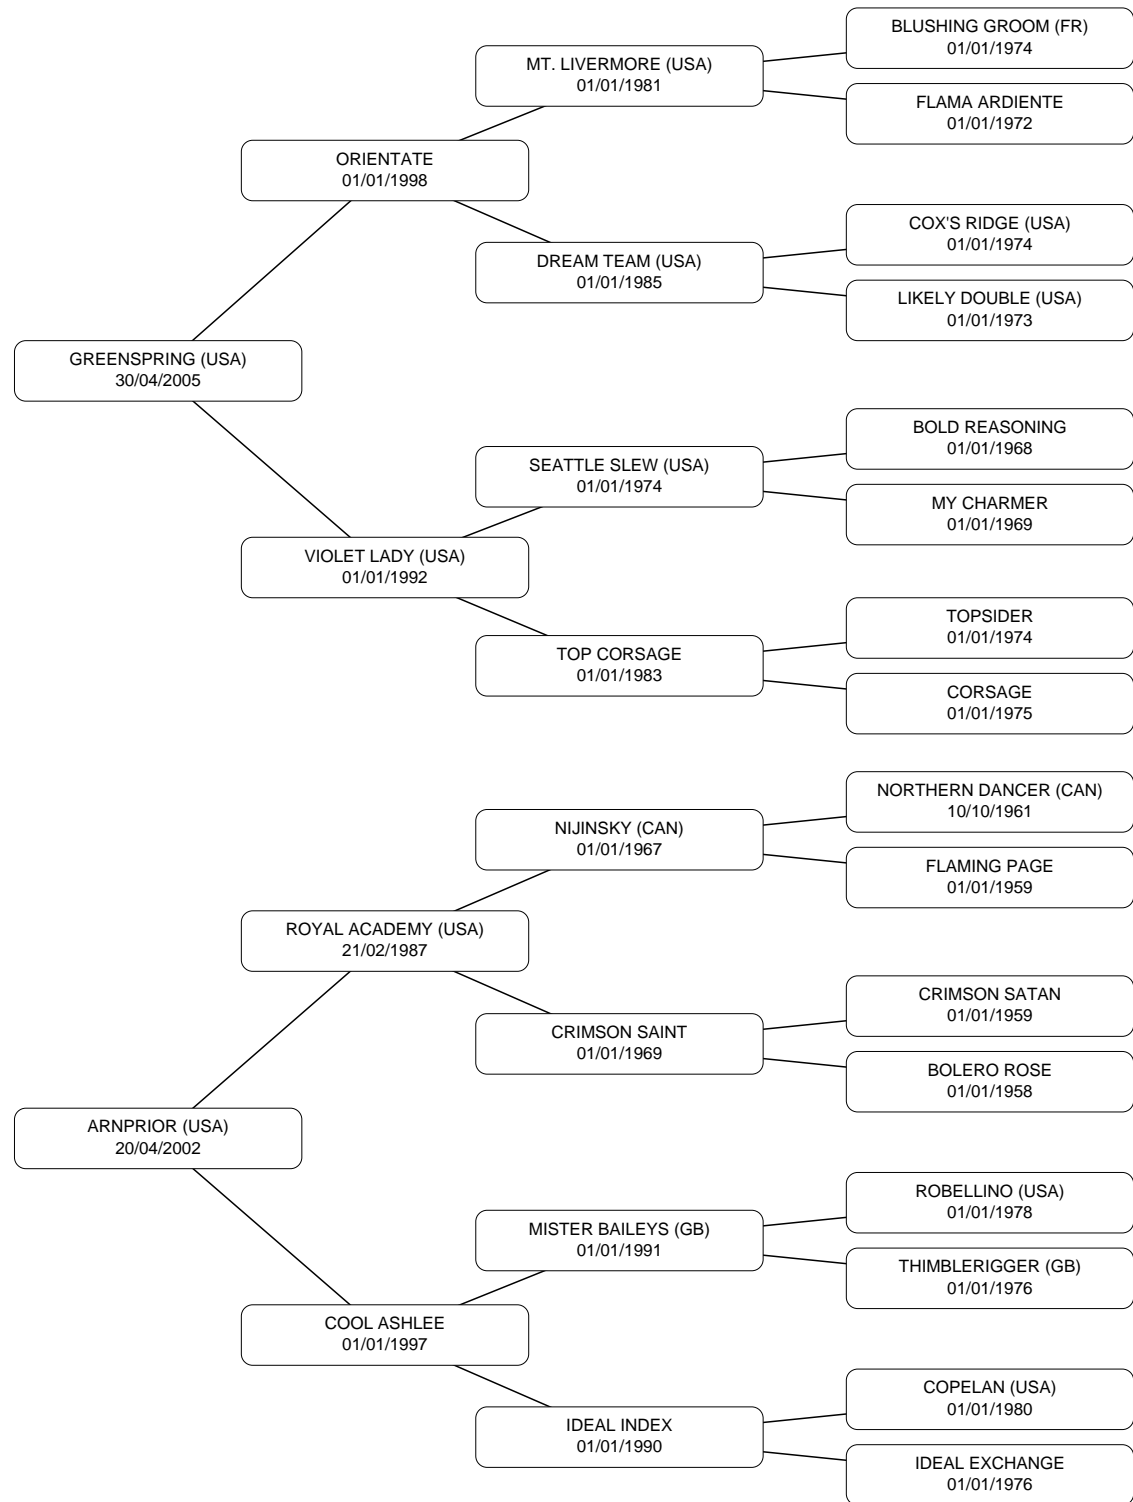 BLUSHING GROOM (FR)
01/01/1974
MT. LIVERMORE (USA)
01/01/1981
FLAMA ARDIENTE
01/01/1972
ORIENTATE
01/01/1998
COX'S RIDGE (USA)
01/01/1974
DREAM TEAM (USA)
01/01/1985
LIKELY DOUBLE (USA)
01/01/1973
GREENSPRING (USA)
30/04/2005
BOLD REASONING
01/01/1968
SEATTLE SLEW (USA)
01/01/1974
MY CHARMER
01/01/1969
VIOLET LADY (USA)
01/01/1992
TOPSIDER
01/01/1974
TOP CORSAGE
01/01/1983
CORSAGE
01/01/1975
NORTHERN DANCER (CAN)
10/10/1961
NIJINSKY (CAN)
01/01/1967
FLAMING PAGE
01/01/1959
ROYAL ACADEMY (USA)
21/02/1987
CRIMSON SATAN
01/01/1959
CRIMSON SAINT
01/01/1969
BOLERO ROSE
01/01/1958
ARNPRIOR (USA)
20/04/2002
ROBELLINO (USA)
01/01/1978
MISTER BAILEYS (GB)
01/01/1991
THIMBLERIGGER (GB)
01/01/1976
COOL ASHLEE
01/01/1997
COPELAN (USA)
01/01/1980
IDEAL INDEX
01/01/1990
IDEAL EXCHANGE
01/01/1976